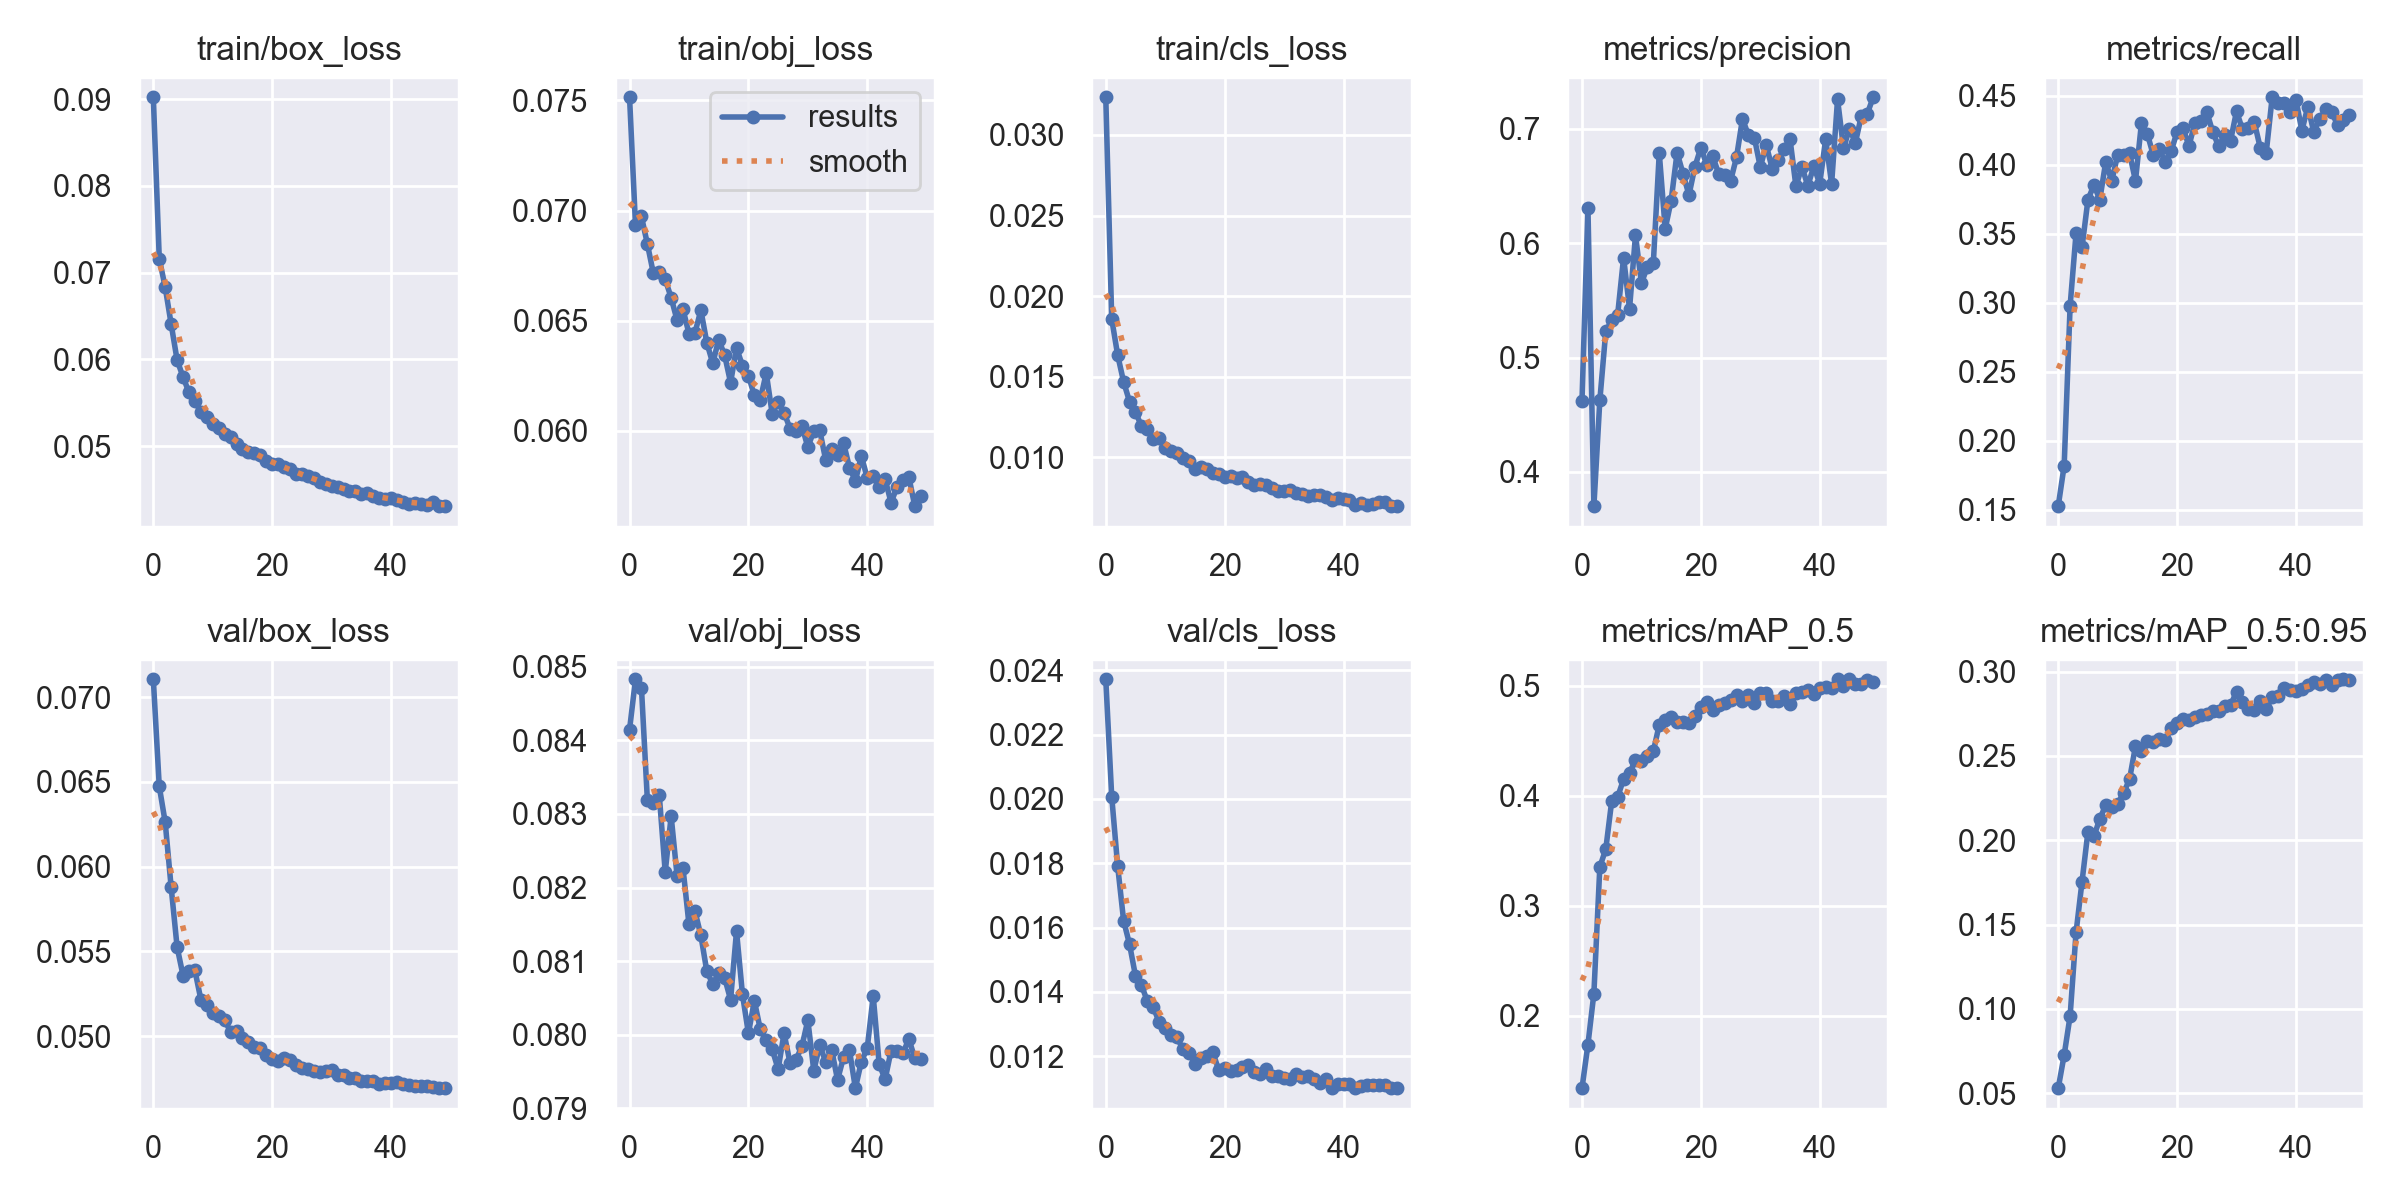 train/box_loss
0.09
0.08
0.07
0.06
0.05
0 20 40
train/obj_loss
results
smooth
0.075
0.070
0.065
0.060
0 20 40
train/cls_loss
0.030
0.025
0.020
0.015
0.010
0 20 40
metrics/precision
0.7
0.6
0.5
0.4
0 20 40
metrics/recall
0.45
0.40
0.35
0.30
0.25
0.20
0.15
0 20 40
val/box_loss
0.070
0.065
0.060
0.055
0.050
0 20 40
val/obj_loss
0.085
0.084
0.083
0.082
0.081
0.080
0.079
0 20 40
val/cls_loss
0.024
0.022
0.020
0.018
0.016
0.014
0.012
0 20 40
metrics/mAP_0.5
0.5
0.4
0.3
0.2
0 20 40
metrics/mAP_0.5:0.95
0.30
0.25
0.20
0.15
0.10
0.05
0 20 40